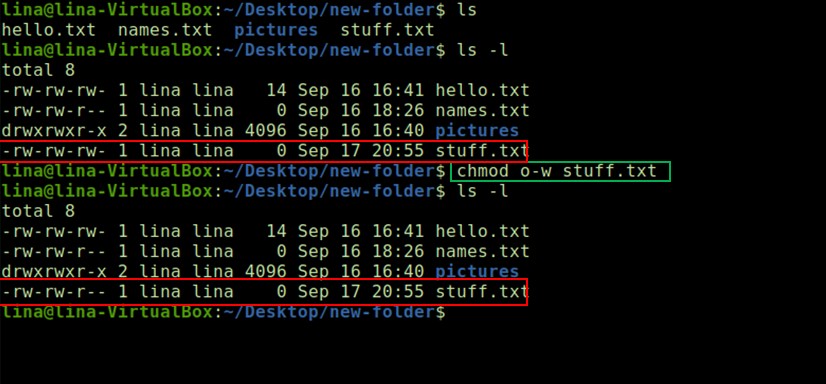 lina@lina-VirtualBox:~/Desktop/new-folder$ ls
hello.txt  names.txt  pictures  stuff.txt
lina@lina-VirtualBox:~/Desktop/new-folder$ ls -l
total 8
-rw-rw-rw- 1 lina lina   14 Sep 16 16:41 hello.txt
-rw-rw-r-- 1 lina lina    0 Sep 16 18:26 names.txt
drwxrwxr-x 2 lina lina 4096 Sep 16 16:40 pictures
-rw-rw-rw- 1 lina lina    0 Sep 17 20:55 stuff.txt
lina@lina-VirtualBox:~/Desktop/new-folder$ chmod o-w stuff.txt
lina@lina-VirtualBox:~/Desktop/new-folder$ ls -l
total 8
-rw-rw-rw- 1 lina lina   14 Sep 16 16:41 hello.txt
-rw-rw-r-- 1 lina lina    0 Sep 16 18:26 names.txt
drwxrwxr-x 2 lina lina 4096 Sep 16 16:40 pictures
-rw-rw-r-- 1 lina lina    0 Sep 17 20:55 stuff.txt
lina@lina-VirtualBox:~/Desktop/new-folder$